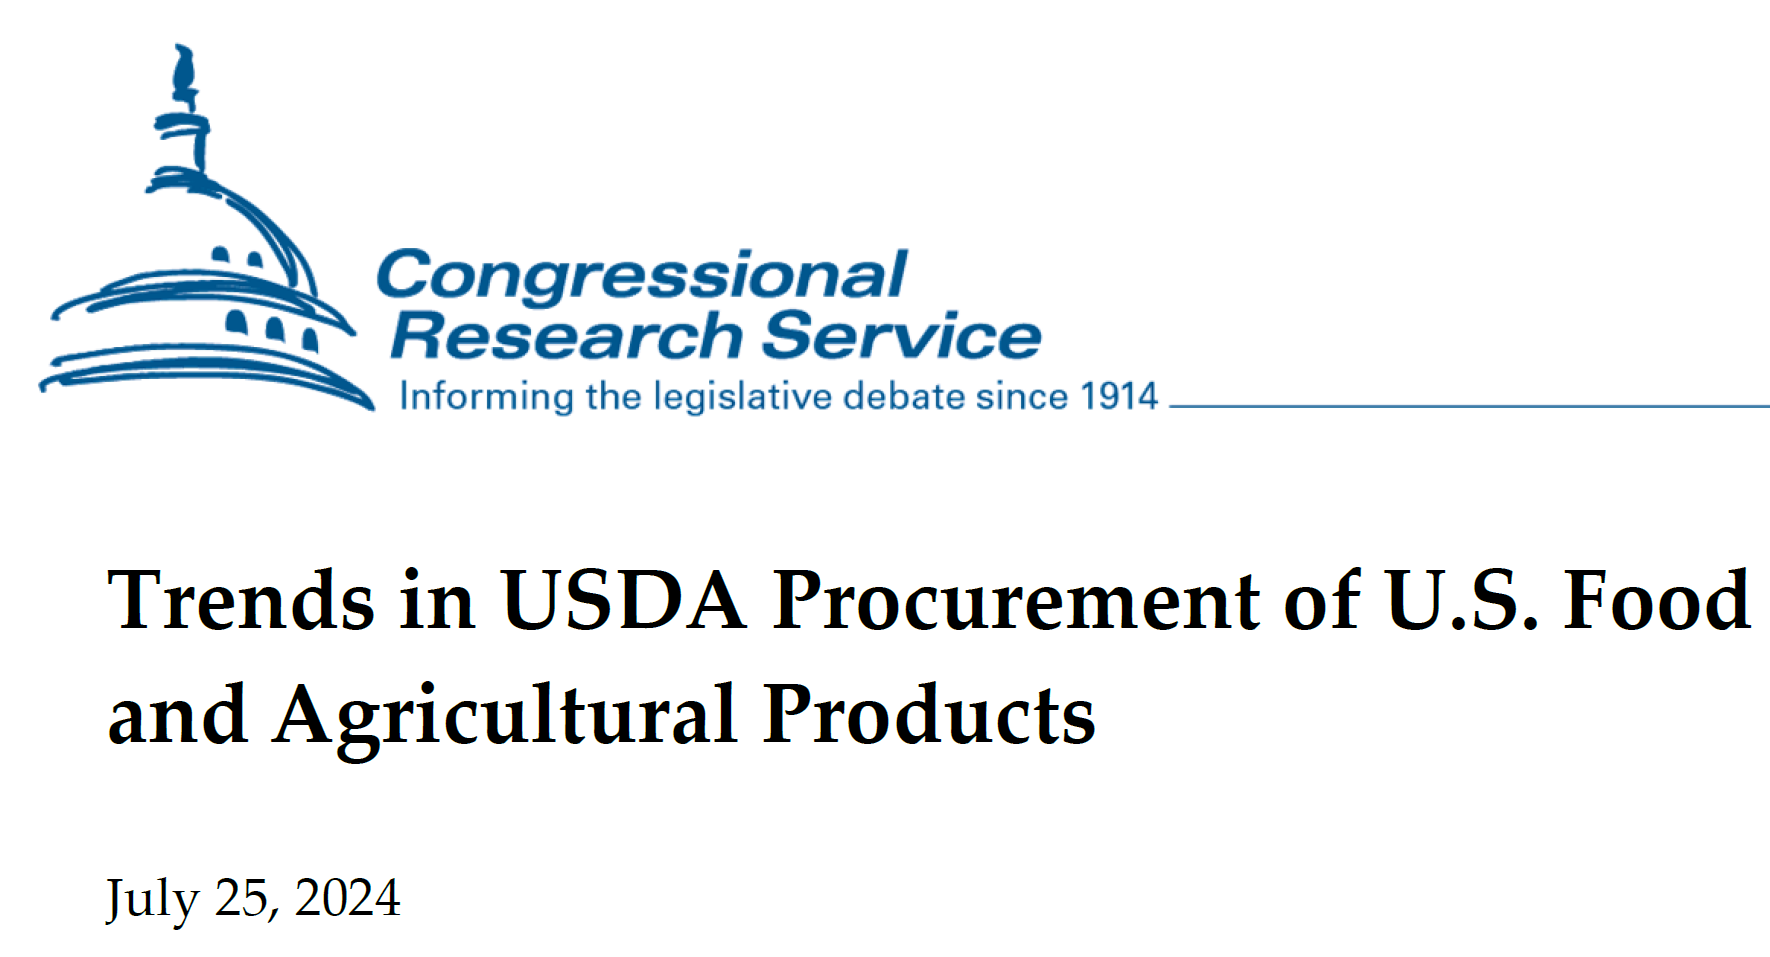 Congressional
Research Service
Informing the legislative debate since 1914
Trends in USDA Procurement of U.S. Food
and Agricultural Products
July 25, 2024